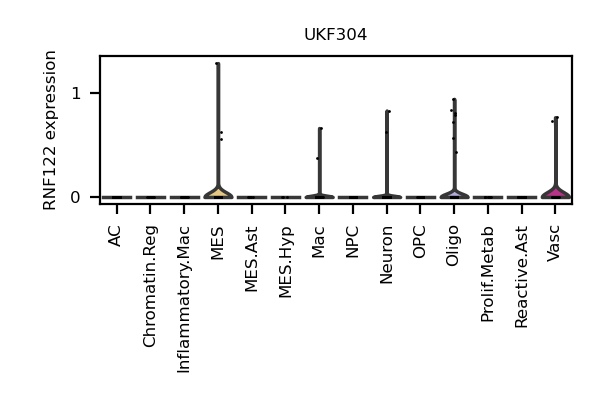 UKF304
RNF122 expression
1
0
AC
Chromatin.Reg
Inflammatory.Mac
MES
MES.Ast
MES.Hyp
Mac
NPC
Neuron
OPC
Oligo
Prolif.Metab
Reactive.Ast
Vasc